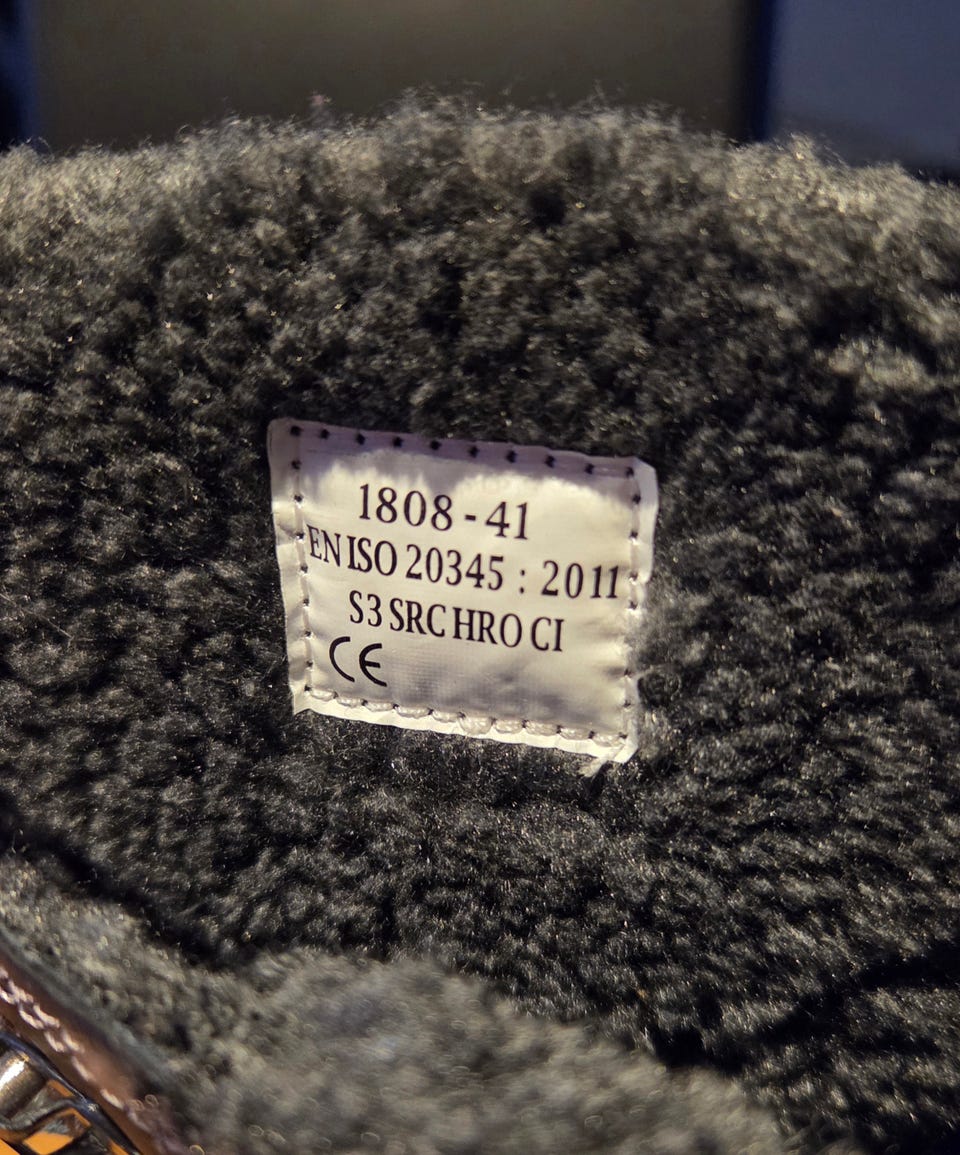 1808-41
EN ISO 20345 : 2011
S3 SRC HRO CI
CE